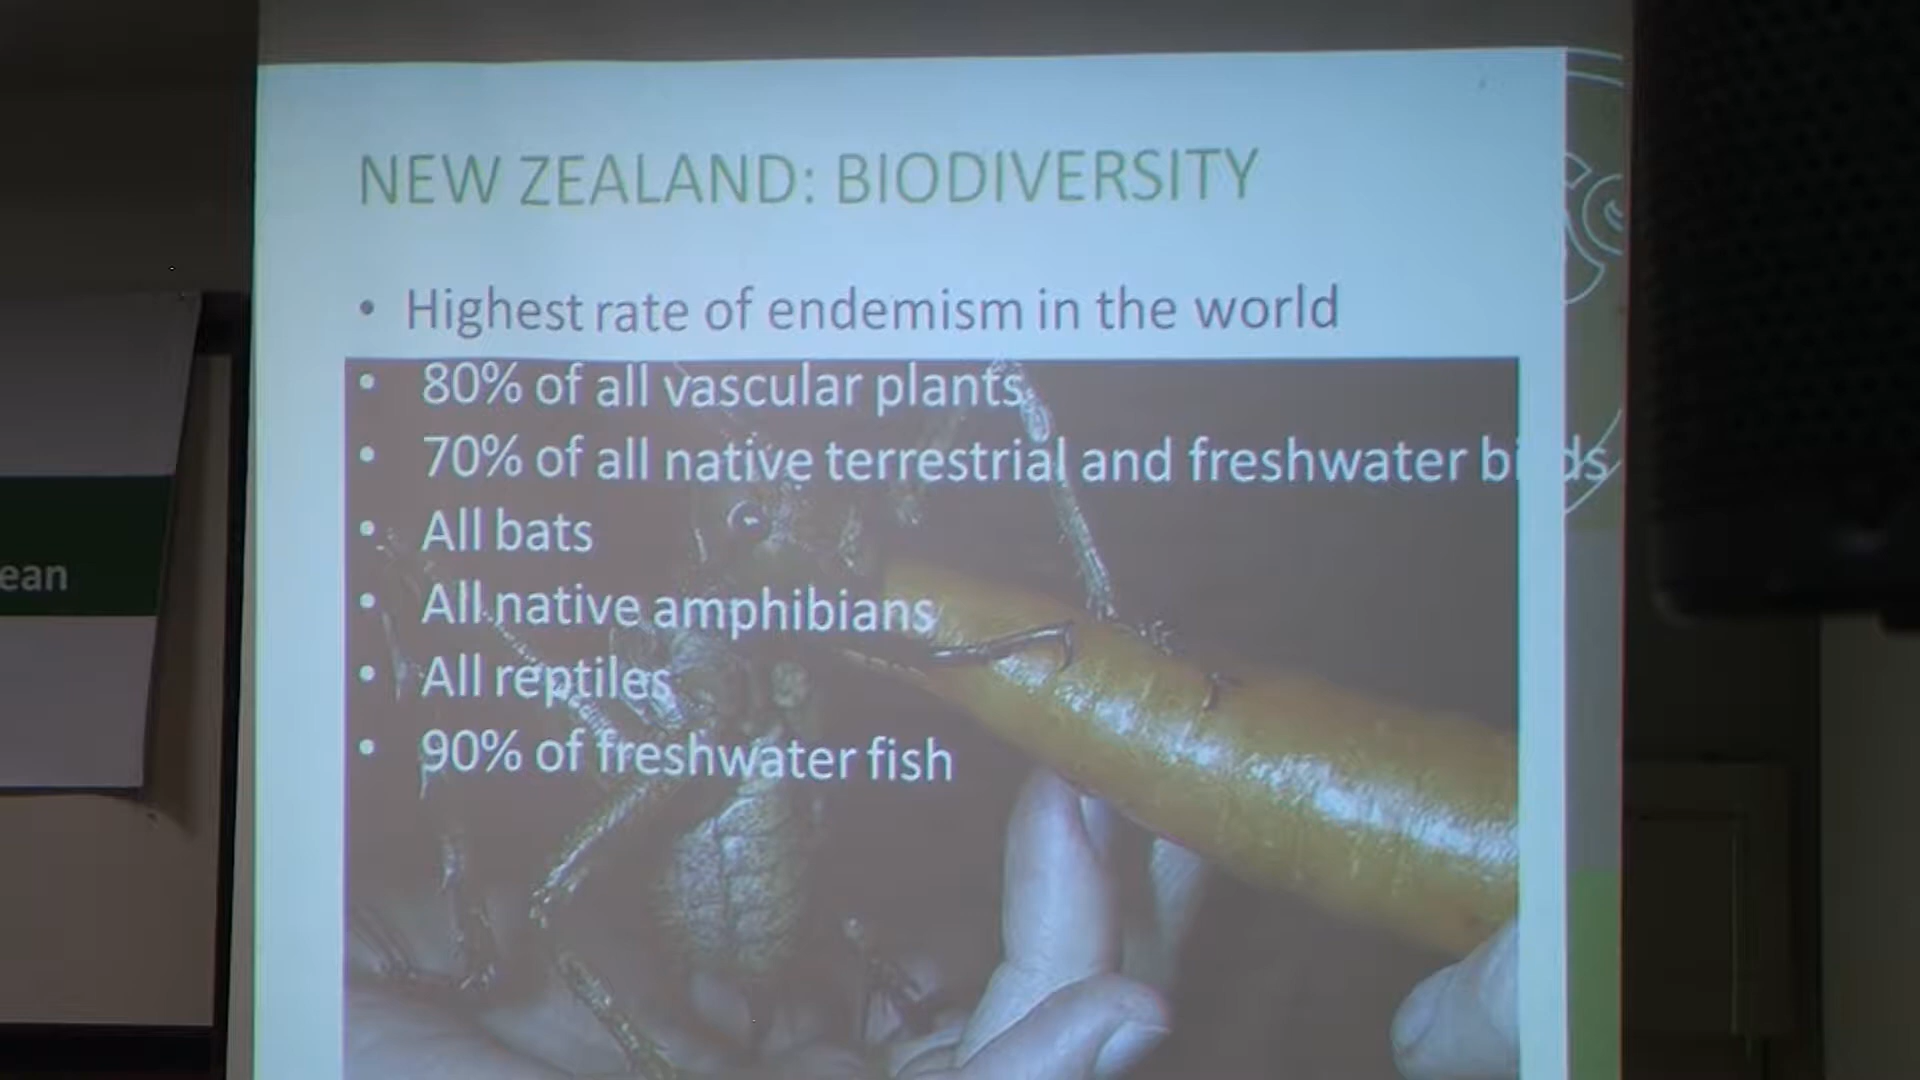 NEW ZEALAND: BIODIVERSITY
• Highest rate of endemism in the world
• 80% of all vascular plants
• 70% of all native terrestrial and freshwater birds
• All bats
• All native amphibians
• All reptiles
• 90% of freshwater fish
ean